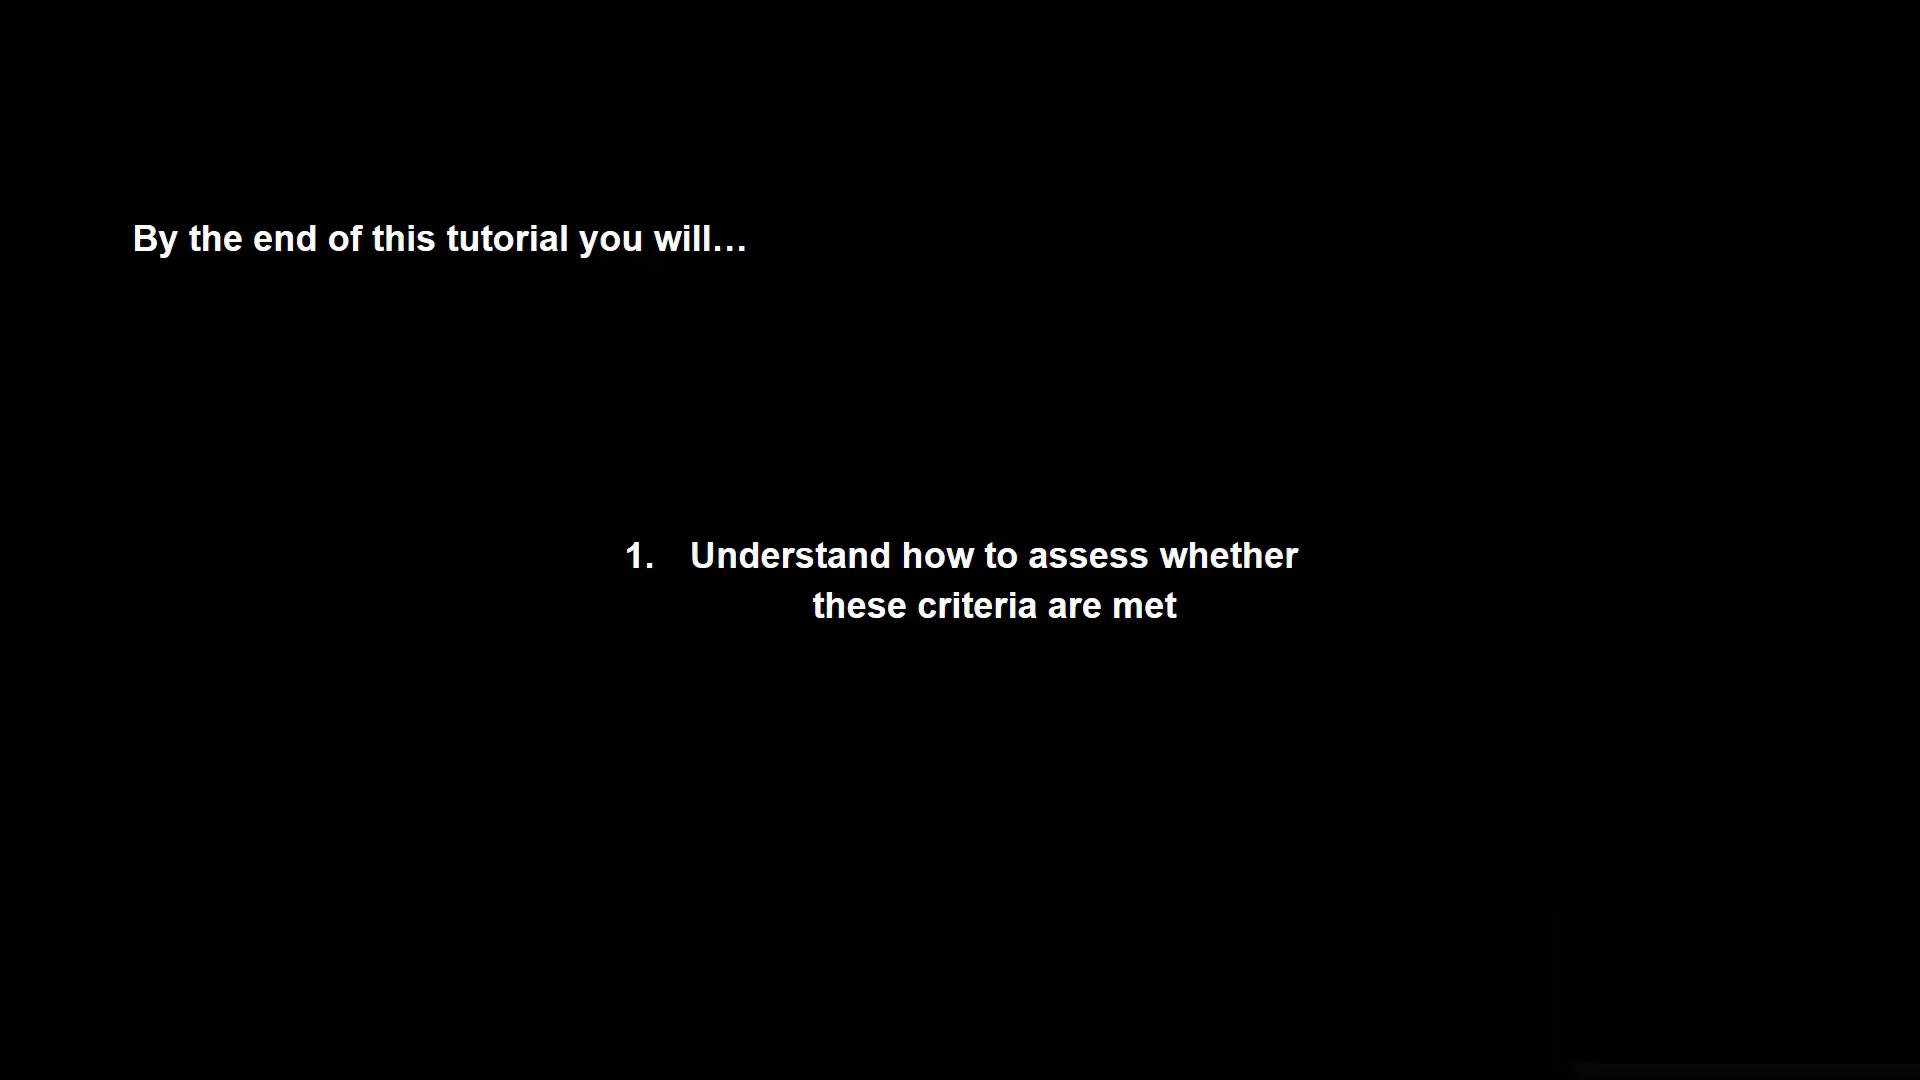 By the end of this tutorial you will…
1. Understand how to assess whether
these criteria are met